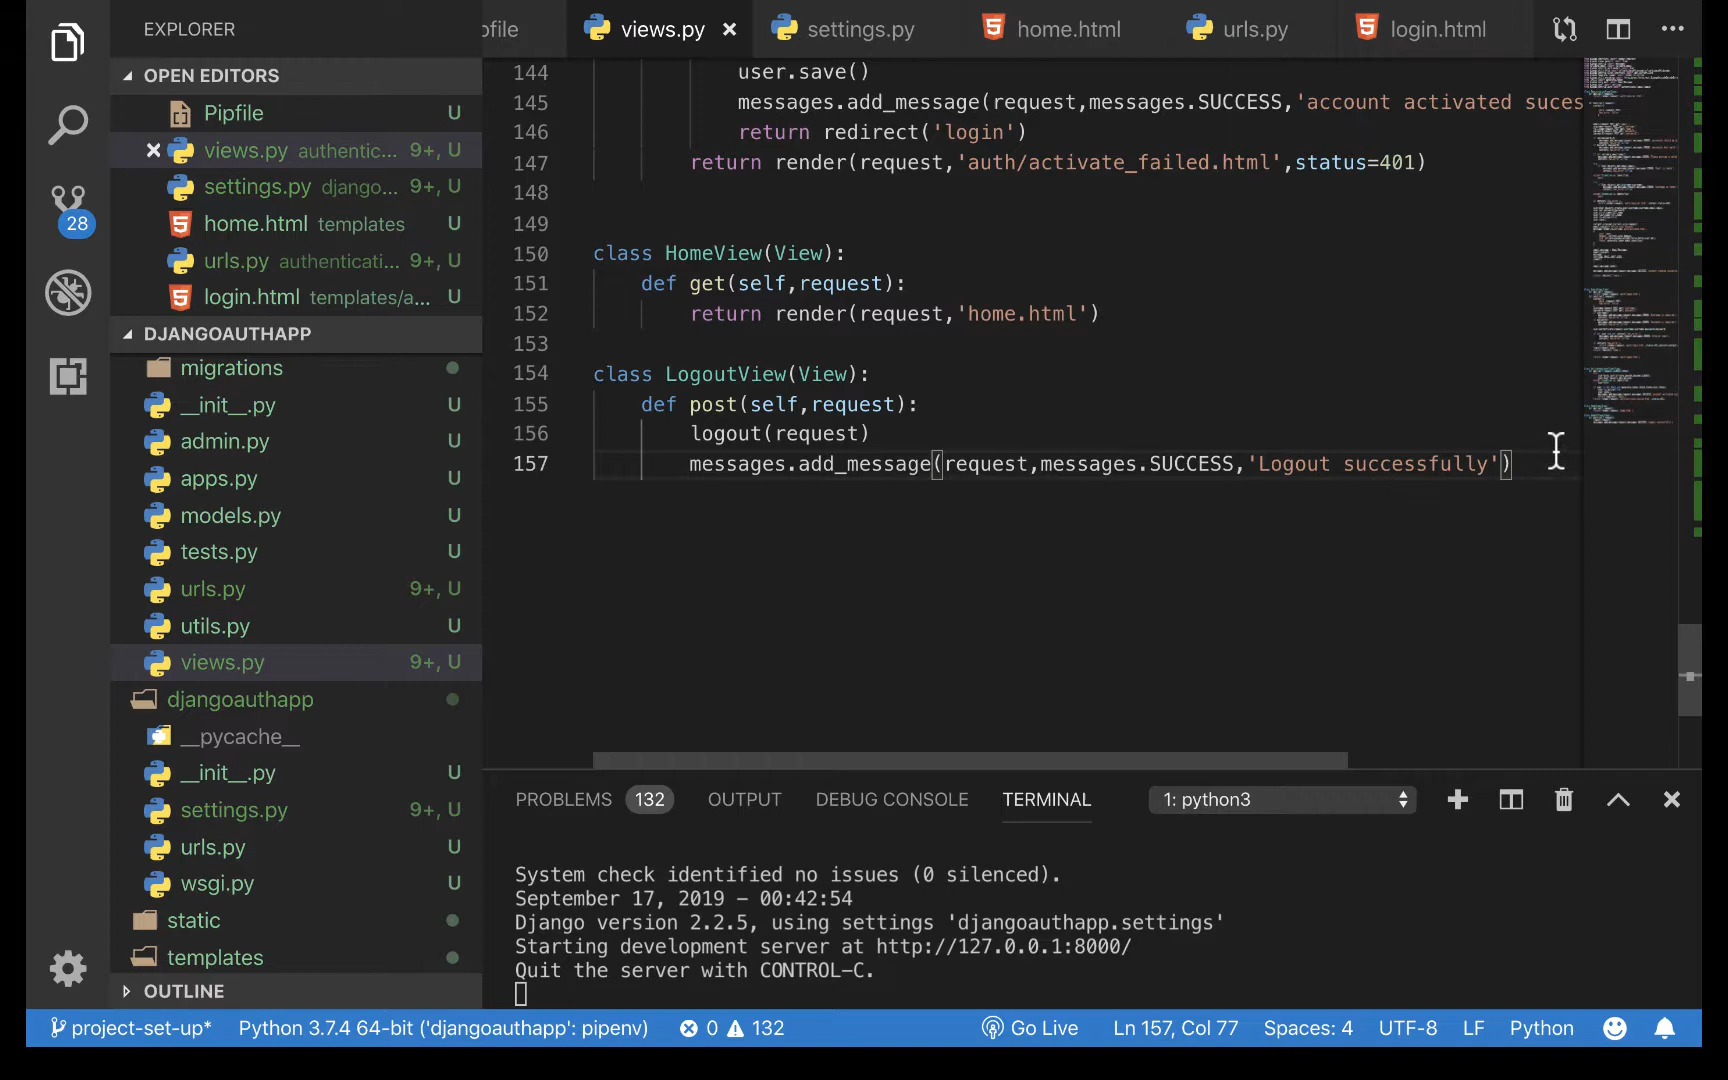 EXPLORER
OPEN EDITORS
Pipfile U
views.py authentic... 9+, U
settings.py django... 9+, U
home.html templates U
urls.py authenticati... 9+, U
login.html templates/a... U
DJANGOAUTHAPP
migrations
__init__.py U
admin.py U
apps.py U
models.py U
tests.py U
urls.py 9+, U
utils.py U
views.py 9+, U
djangoauthapp
__pycache__
__init__.py U
settings.py 9+, U
urls.py U
wsgi.py U
static
templates
OUTLINE
28
ofile views.py settings.py home.html urls.py login.html
144 user.save()
145 messages.add_message(request,messages.SUCCESS,'account activated sucess
146 return redirect('login')
147 return render(request,'auth/activate_failed.html',status=401)
148
149
150 class HomeView(View):
151 def get(self,request):
152 return render(request,'home.html')
153
154 class LogoutView(View):
155 def post(self,request):
156 logout(request)
157 messages.add_message(request,messages.SUCCESS,'Logout successfully')
PROBLEMS 132 OUTPUT DEBUG CONSOLE TERMINAL 1: python3
System check identified no issues (0 silenced).
September 17, 2019 - 00:42:54
Django version 2.2.5, using settings 'djangoauthapp.settings'
Starting development server at http://127.0.0.1:8000/
Quit the server with CONTROL-C.
project-set-up* Python 3.7.4 64-bit ('djangoauthapp': pipenv) 0 132 Go Live Ln 157, Col 77 Spaces: 4 UTF-8 LF Python